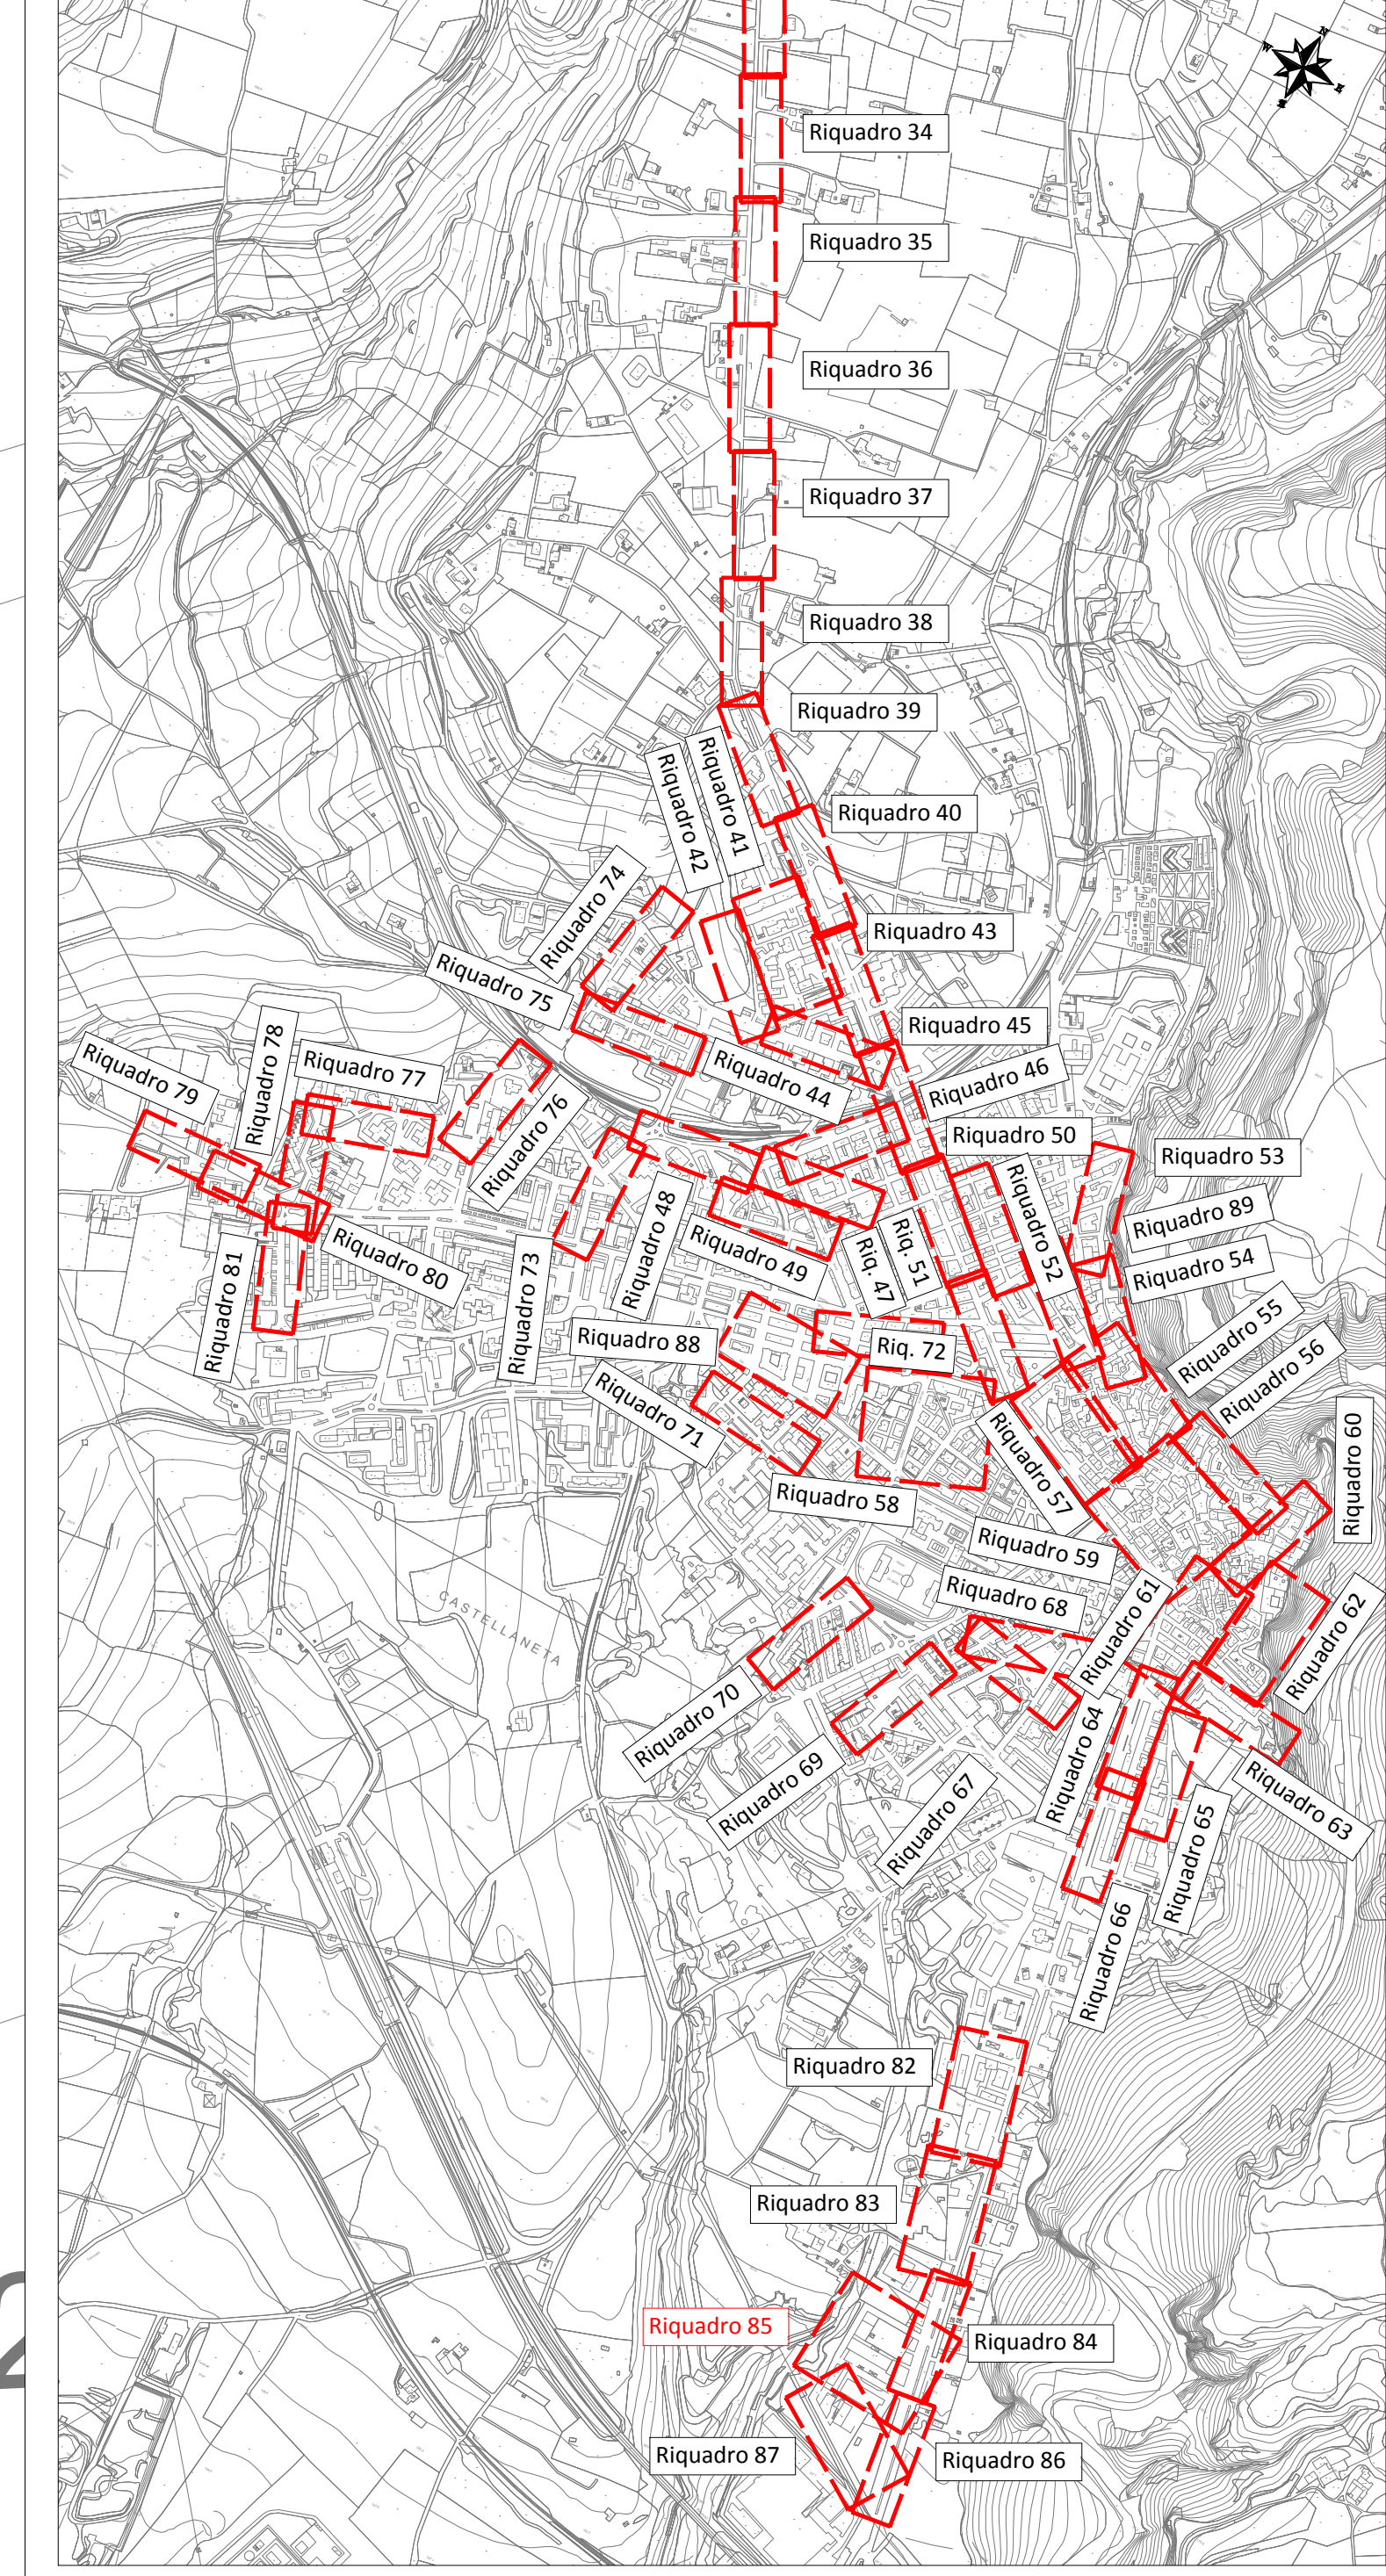 N
W
E
S
Riquadro 34
Riquadro 35
Riquadro 36
Riquadro 37
Riquadro 38
Riquadro 39
Riquadro 40
Riquadro 41
Riquadro 42
Riquadro 43
Riquadro 74
Riquadro 75
Riquadro 45
Riquadro 44
Riquadro 46
Riquadro 78
Riquadro 79
Riquadro 77
Riquadro 76
Riquadro 50
Riquadro 53
Riquadro 52
Riquadro 89
Riquadro 54
Riquadro 48
Riquadro 49
Riq. 47
Riq. 51
Riquadro 80
Riquadro 81
Riquadro 73
Riquadro 88
Riq. 72
Riquadro 55
Riquadro 56
Riquadro 71
Riquadro 57
Riquadro 60
Riquadro 58
Riquadro 59
Riquadro 68
Riquadro 61
Riquadro 62
CASTELLANETA
Riquadro 70
Riquadro 69
Riquadro 67
Riquadro 64
Riquadro 63
Riquadro 65
Riquadro 66
Riquadro 82
Riquadro 83
Riquadro 85
Riquadro 84
Riquadro 87
Riquadro 86